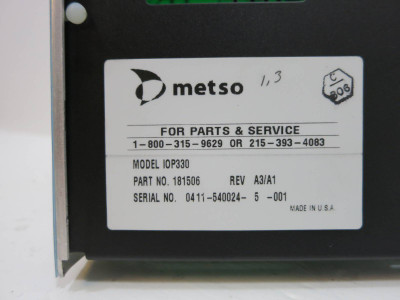 metso
1,3
C
806
FOR PARTS & SERVICE
1-800-315-9629 OR 215-393-4083
MODEL IOP330
PART NO. 181506 REV A3/A1
SERIAL NO. 0411-540024- 5 -001
MADE IN U.S.A.